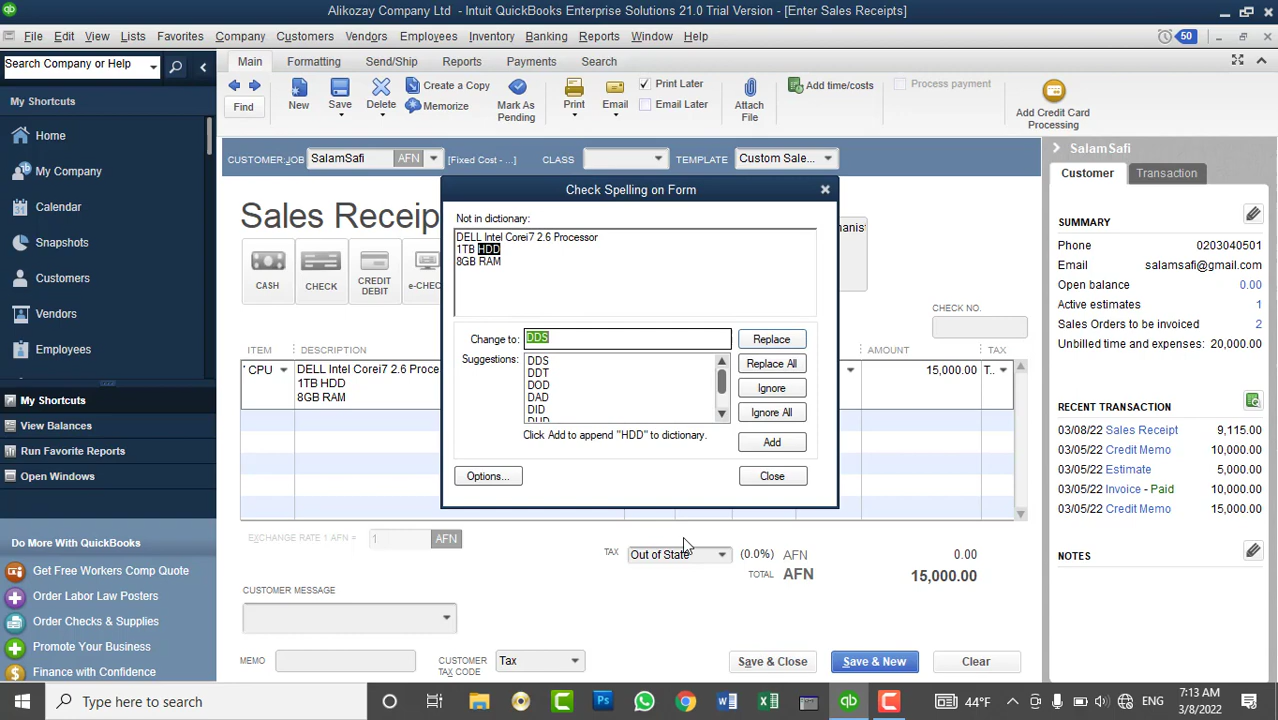 Alikozay Company Ltd - Intuit QuickBooks Enterprise Solutions 21.0 Trial Version - [Enter Sales Receipts]
File Edit View Lists Favorites Company Customers Vendors Employees Inventory Banking Reports Window Help 50
Search Company or Help
My Shortcuts
Home
My Company
Calendar
Snapshots
Customers
Vendors
Employees
My Shortcuts
View Balances
Run Favorite Reports
Open Windows
Do More With QuickBooks
Get Free Workers Comp Quote
Order Labor Law Posters
Order Checks & Supplies
Promote Your Business
Finance with Confidence
Main Formatting Send/Ship Reports Payments Search
Find
New
Save
Delete
Create a Copy
Memorize
Mark As
Pending
Print
Email
Print Later
Email Later
Attach
File
Add time/costs
Process payment
Add Credit Card
Processing
CUSTOMER:JOB SalamSafi AFN [Fixed Cost - ...] CLASS TEMPLATE Custom Sale...
Sales Receipt
CASH
CHECK
CREDIT
DEBIT
CHECK NO.
ITEM DESCRIPTION AMOUNT TAX
CPU DELL Intel Corei7 2.6 Proce 15,000.00 T..
1TB HDD
8GB RAM
EXCHANGE RATE 1 AFN = 1 AFN
TAX Out of State (0.0%) AFN 0.00
TOTAL AFN 15,000.00
CUSTOMER MESSAGE
MEMO
CUSTOMER
TAX CODE
Tax
Save & Close
Save & New
Clear
Check Spelling on Form
Not in dictionary:
DELL Intel Corei7 2.6 Processor
1TB HDD
8GB RAM
Change to: DDS
Replace
Suggestions:
DDS
DDT
DOD
DAD
DID
Replace All
Ignore
Ignore All
Click Add to append "HDD" to dictionary.
Add
Options...
Close
SalamSafi
Customer Transaction
SUMMARY
Phone 0203040501
Email salamsafi@gmail.com
Open balance 0.00
Active estimates 1
Sales Orders to be invoiced 2
Unbilled time and expenses: 20,000.00
RECENT TRANSACTION
03/08/22 Sales Receipt 9,115.00
03/05/22 Credit Memo 10,000.00
03/05/22 Estimate 5,000.00
03/05/22 Invoice - Paid 10,000.00
03/05/22 Credit Memo 15,000.00
NOTES
Type here to search
44°F
ENG
7:13 AM
3/8/2022